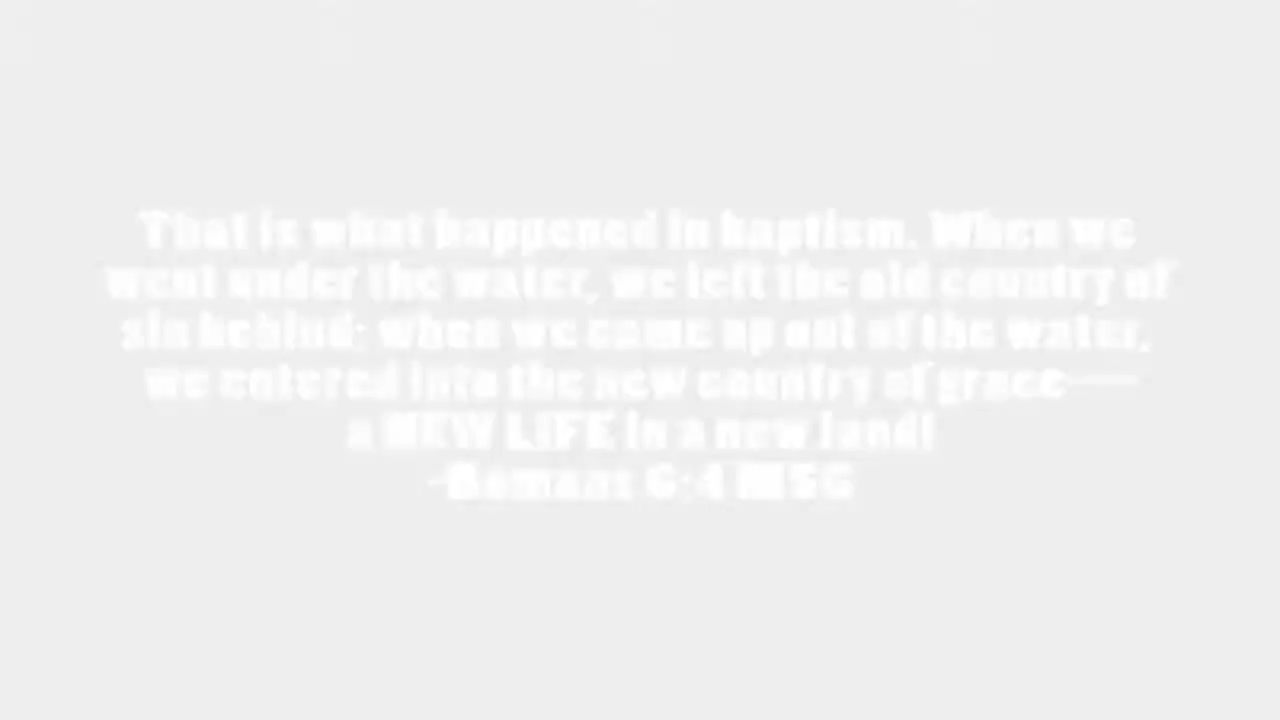 That is what happened in baptism. When we
went under the water, we left the old country of
sin behind; when we came up out of the water,
we entered into the new country of grace—
a NEW LIFE in a new land!
-Romans 6:4 MSG